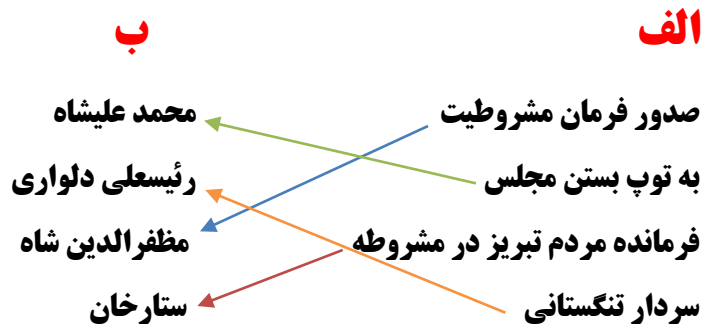 الف ب
صدور فرمان مشروطیت محمد علیشاه
به توپ بستن مجلس رئیسعلی دلواری
فرمانده مردم تبریز در مشروطه مظفرالدین شاه
سردار تنگستانی ستارخان